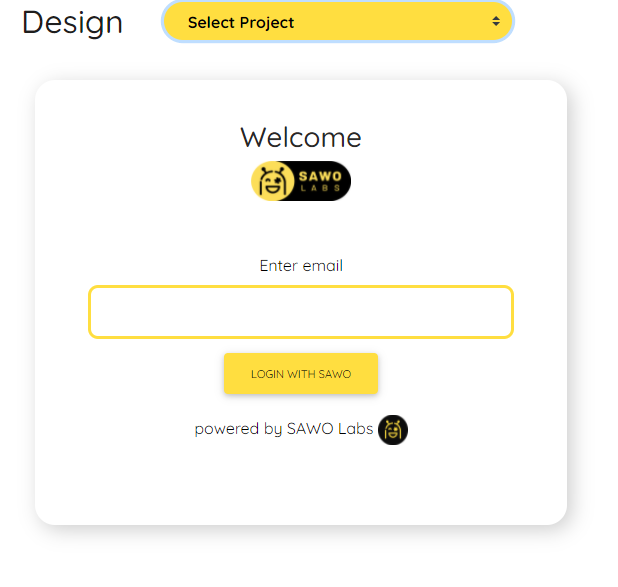 Design
Select Project
Welcome
SAWO
LABS
Enter email
LOGIN WITH SAWO
powered by SAWO Labs